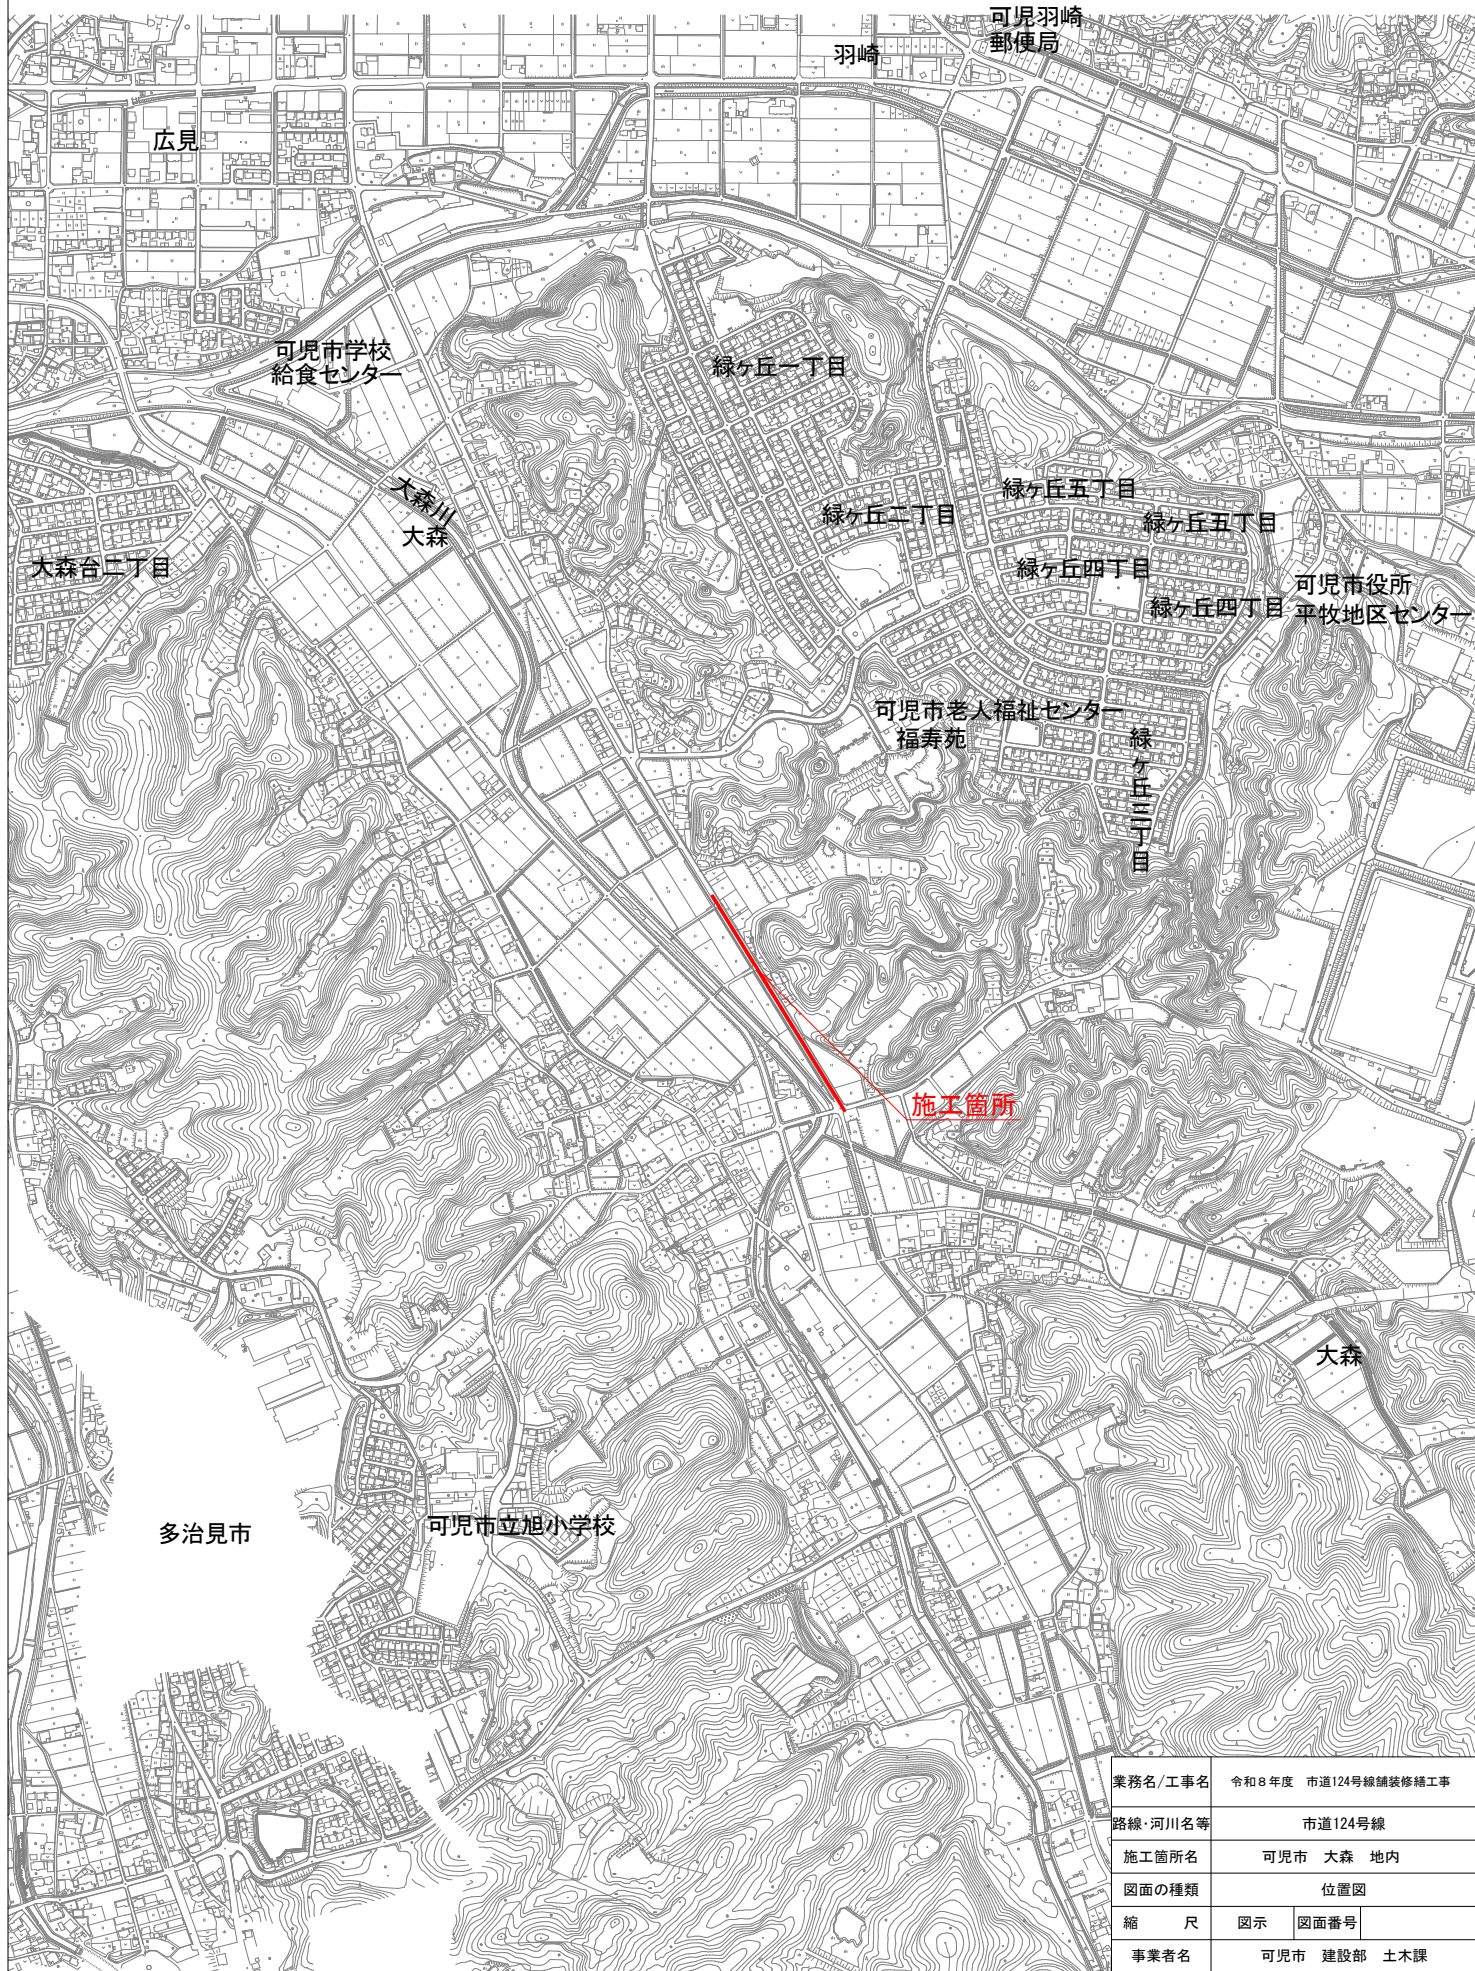 可児羽崎
郵便局
羽崎
広見
可児市学校
給食センター
緑ヶ丘一丁目
大森川
大森
緑ヶ丘二丁目
緑ヶ丘五丁目
緑ヶ丘五丁目
大森台二丁目
緑ヶ丘四丁目
緑ヶ丘四丁目
可児市役所
平牧地区センター
可児市老人福祉センター
福寿苑
緑ヶ丘三丁目
施工箇所
大森
多治見市
可児市立旭小学校
業務名/工事名 令和8年度 市道124号線舗装修繕工事
路線・河川名等 市道124号線
施工箇所名 可児市 大森 地内
図面の種類 位置図
縮 尺 図示 図面番号
事業者名 可児市 建設部 土木課